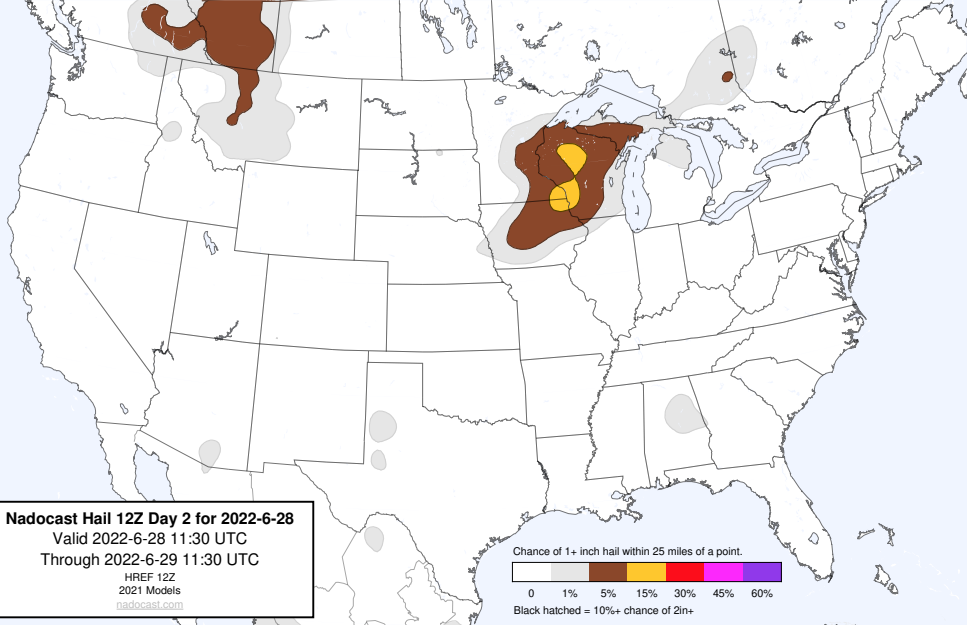 Nadocast Hail 12Z Day 2 for 2022-6-28
Valid 2022-6-28 11:30 UTC
Through 2022-6-29 11:30 UTC
HREF 12Z
2021 Models
nadocast.com
Chance of 1+ inch hail within 25 miles of a point.
0 1% 5% 15% 30% 45% 60%
Black hatched = 10%+ chance of 2in+